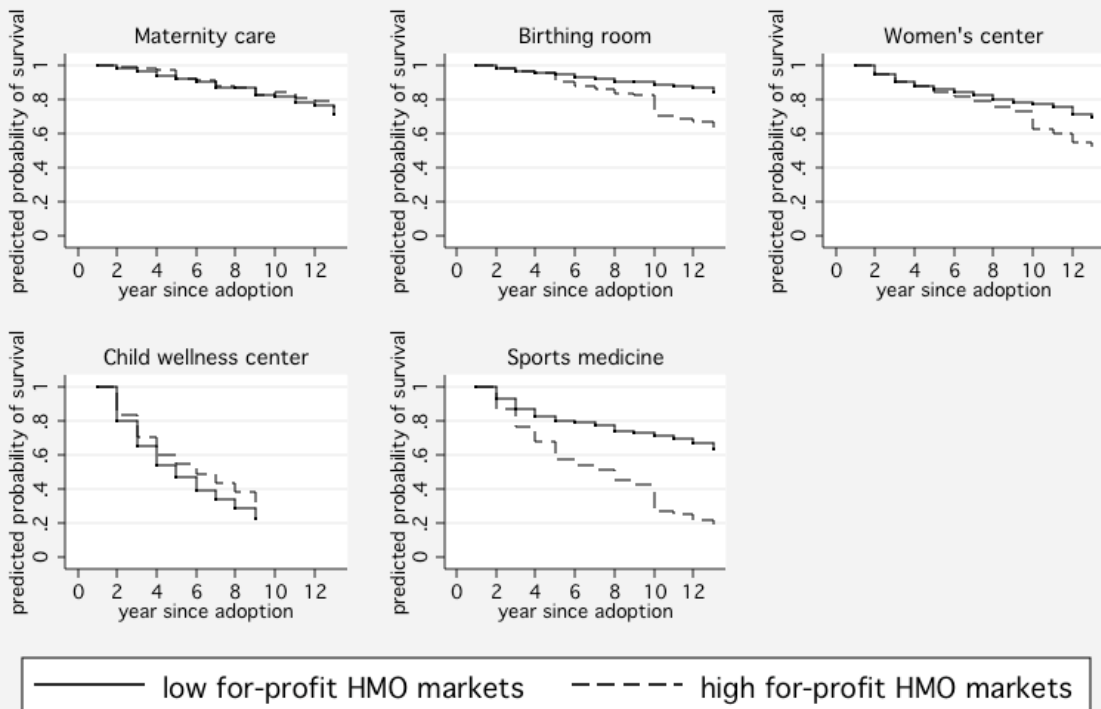 Maternity care
predicted probability of survival
1
.8
.6
.4
.2
0
0 2 4 6 8 10 12
year since adoption
Birthing room
predicted probability of survival
1
.8
.6
.4
.2
0
0 2 4 6 8 10 12
year since adoption
Women's center
predicted probability of survival
1
.8
.6
.4
.2
0
0 2 4 6 8 10 12
year since adoption
Child wellness center
predicted probability of survival
1
.8
.6
.4
.2
0
0 2 4 6 8 10 12
year since adoption
Sports medicine
predicted probability of survival
1
.8
.6
.4
.2
0
0 2 4 6 8 10 12
year since adoption
low for-profit HMO markets high for-profit HMO markets